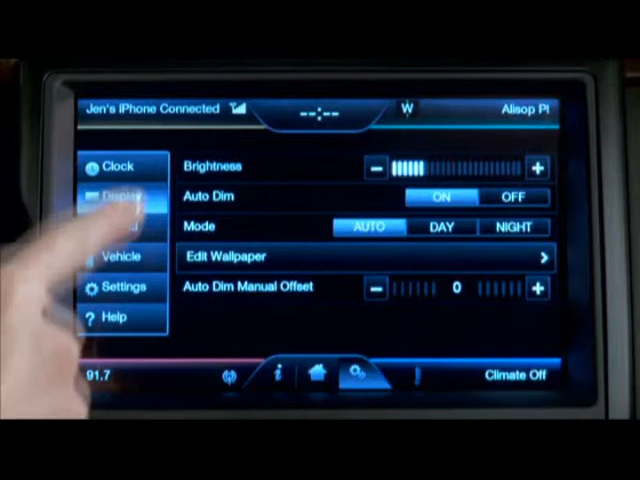 Jen's iPhone Connected
--:--
W
Alisop Pl
Clock
Display
Vehicle
Settings
? Help
Brightness
Auto Dim
ON
OFF
Mode
AUTO
DAY
NIGHT
Edit Wallpaper
Auto Dim Manual Offset
0
91.7
i
Climate Off